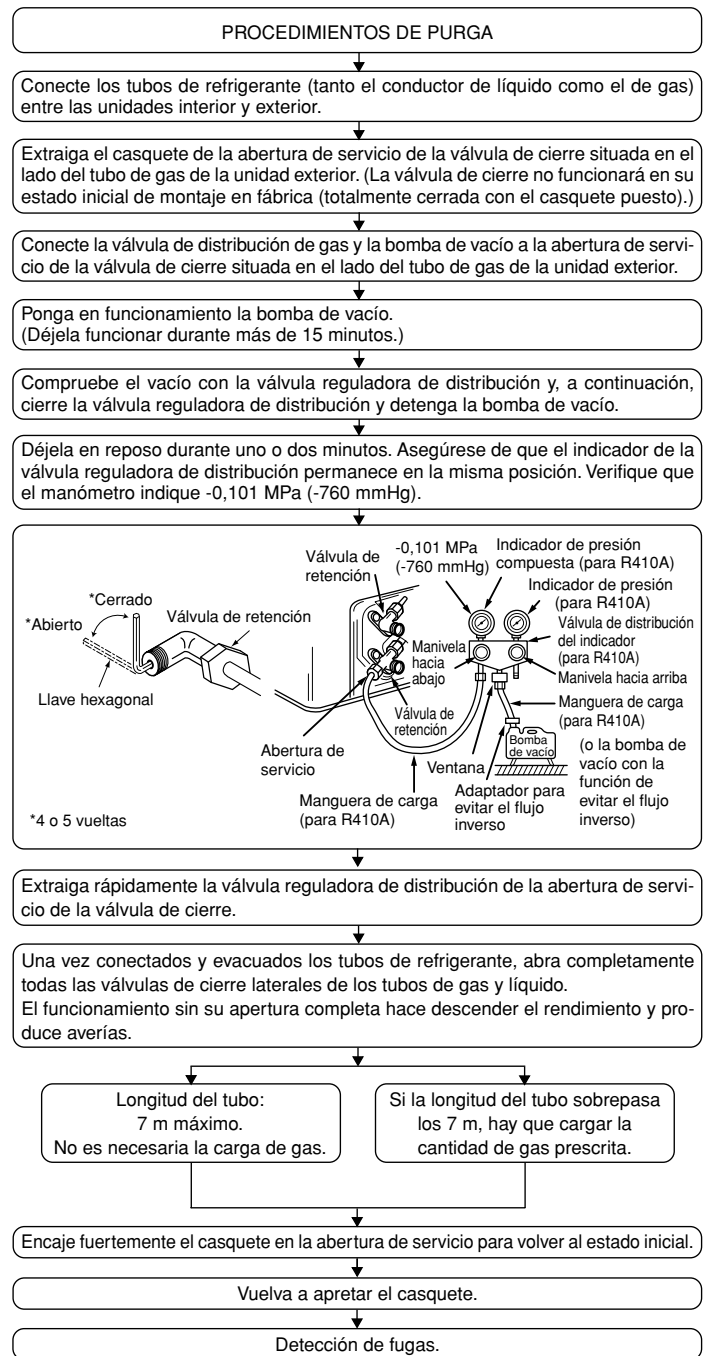 PROCEDIMIENTOS DE PURGA
Conecte los tubos de refrigerante (tanto el conductor de líquido como el de gas)
entre las unidades interior y exterior.
Extraiga el casquete de la abertura de servicio de la válvula de cierre situada en el
lado del tubo de gas de la unidad exterior. (La válvula de cierre no funcionará en su
estado inicial de montaje en fábrica (totalmente cerrada con el casquete puesto).)
Conecte la válvula de distribución de gas y la bomba de vacío a la abertura de servi-
cio de la válvula de cierre situada en el lado del tubo de gas de la unidad exterior.
Ponga en funcionamiento la bomba de vacío.
(Déjela funcionar durante más de 15 minutos.)
Compruebe el vacío con la válvula reguladora de distribución y, a continuación,
cierre la válvula reguladora de distribución y detenga la bomba de vacío.
Déjela en reposo durante uno o dos minutos. Asegúrese de que el indicador de la
válvula reguladora de distribución permanece en la misma posición. Verifique que
el manómetro indique -0,101 MPa (-760 mmHg).
*Cerrado
*Abierto
Válvula de retención
Llave hexagonal
*4 o 5 vueltas
Válvula de
retención
-0,101 MPa
(-760 mmHg)
Indicador de presión
compuesta (para R410A)
Indicador de presión
(para R410A)
Válvula de distribución
del indicador
(para R410A)
Manivela
hacia
abajo
Manivela hacia arriba
Válvula de
retención
Manguera de carga
(para R410A)
Abertura de
servicio
Ventana
Bomba
de vacío
(o la bomba de
vacío con la
función de
evitar el flujo
inverso)
Manguera de carga
(para R410A)
Adaptador para
evitar el flujo
inverso
Extraiga rápidamente la válvula reguladora de distribución de la abertura de servi-
cio de la válvula de cierre.
Una vez conectados y evacuados los tubos de refrigerante, abra completamente
todas las válvulas de cierre laterales de los tubos de gas y líquido.
El funcionamiento sin su apertura completa hace descender el rendimiento y pro-
duce averías.
Longitud del tubo:
7 m máximo.
No es necesaria la carga de gas.
Si la longitud del tubo sobrepasa
los 7 m, hay que cargar la
cantidad de gas prescrita.
Encaje fuertemente el casquete en la abertura de servicio para volver al estado inicial.
Vuelva a apretar el casquete.
Detección de fugas.